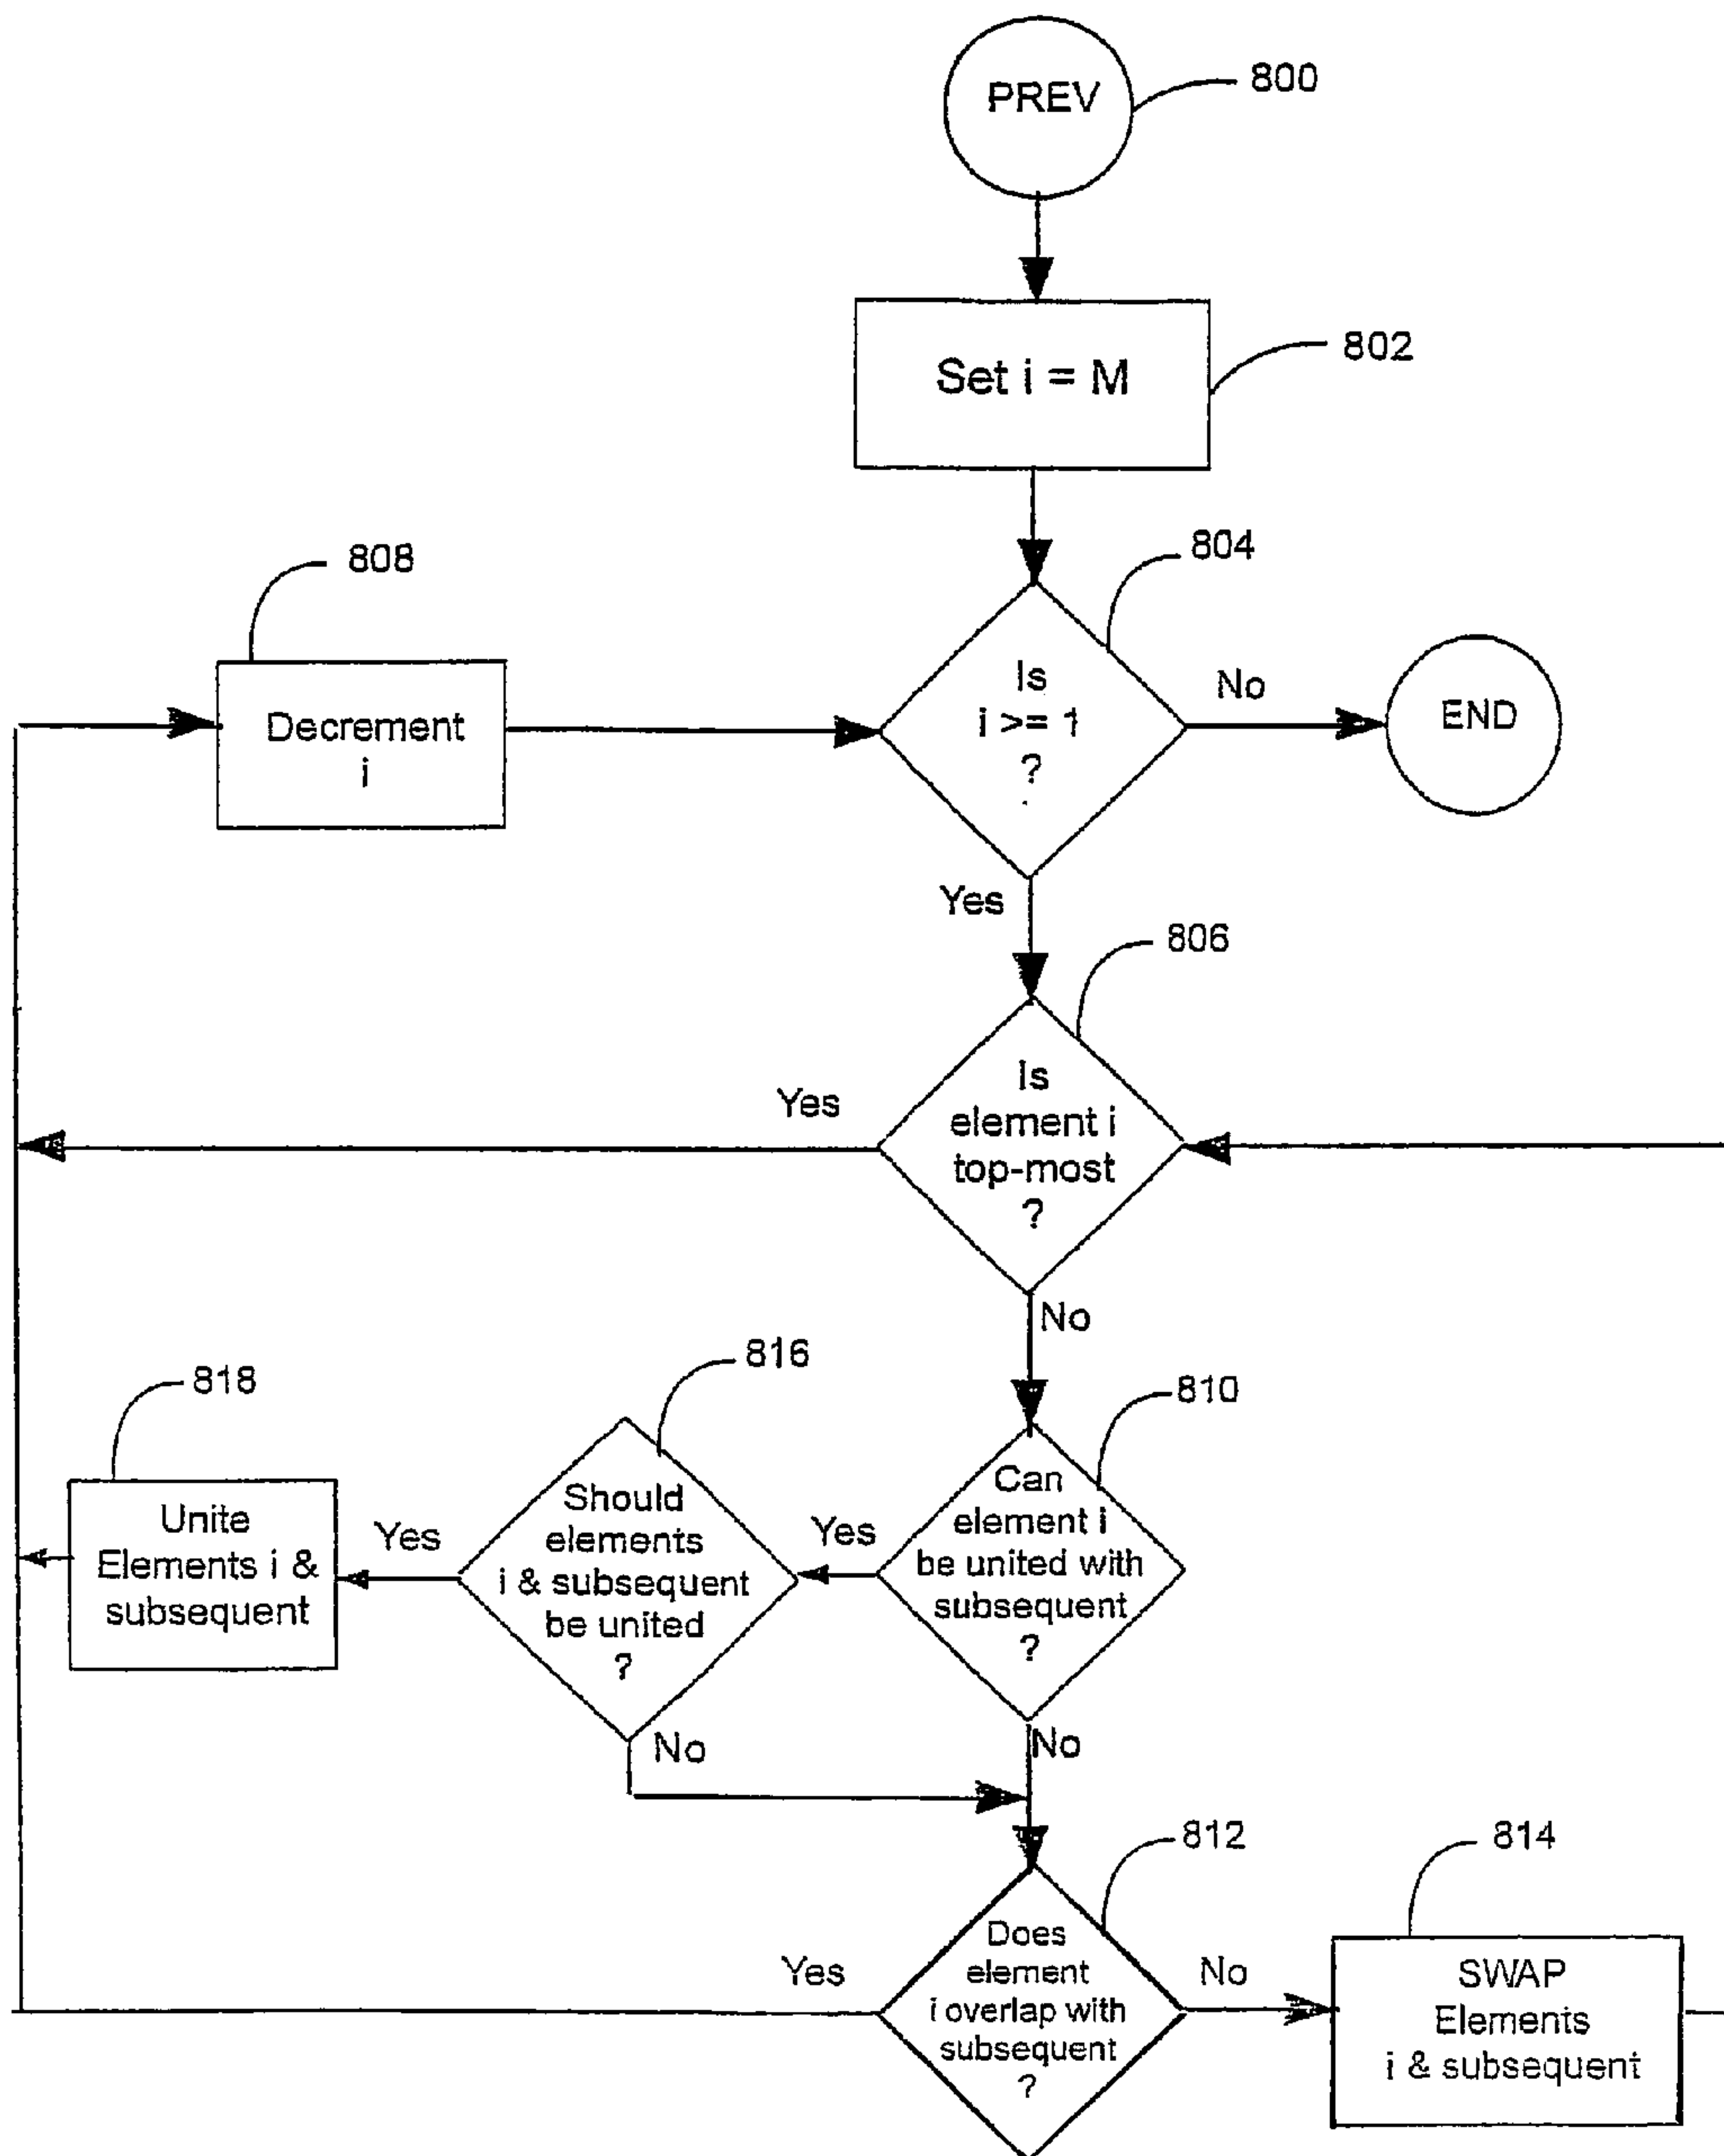 PREV
800
Set i = M
802
804
808
Is
i >= 1
?
No
END
Decrement
i
Yes
806
Is
element i
top-most
?
Yes
No
816
818
810
Unite
Elements i &
subsequent
Yes
Should
elements
i & subsequent
be united
?
Yes
Can
element i
be united with
subsequent
?
No
No
812
814
Does
element
i overlap with
subsequent
?
Yes
No
SWAP
Elements
i & subsequent